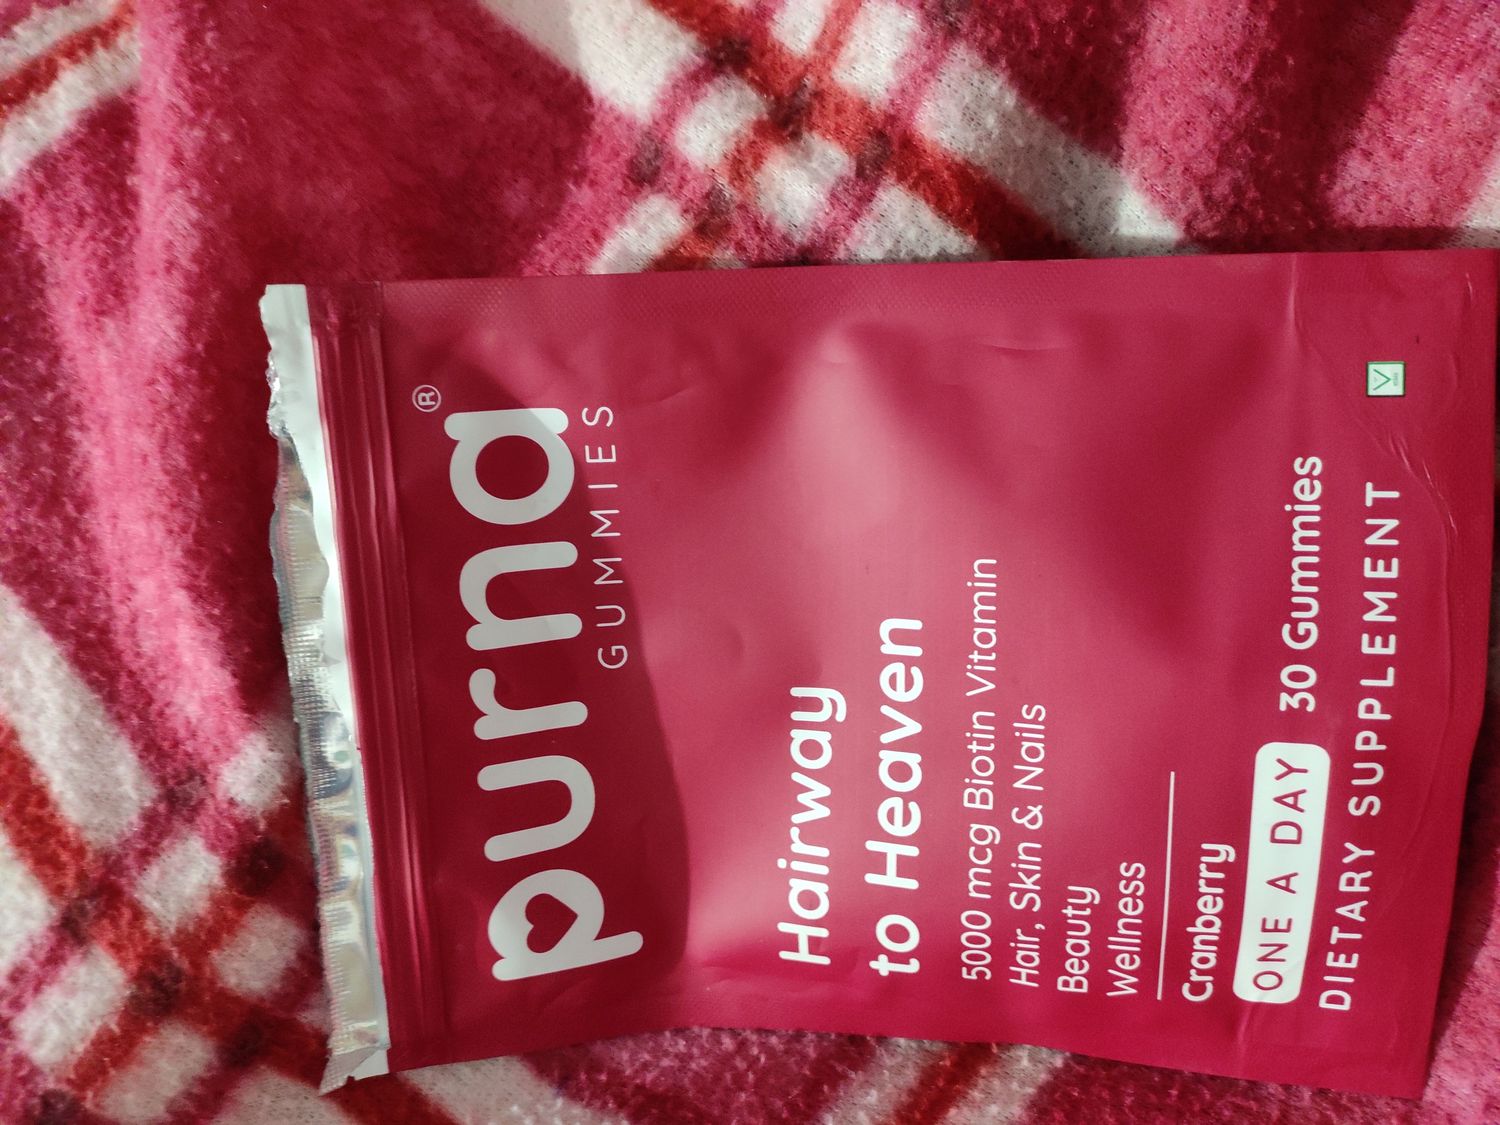 purna®
GUMMIES
Hairway
to Heaven
5000 mcg Biotin Vitamin
Hair, Skin & Nails
Beauty
Wellness
Cranberry
ONE A DAY 30 Gummies
DIETARY SUPPLEMENT